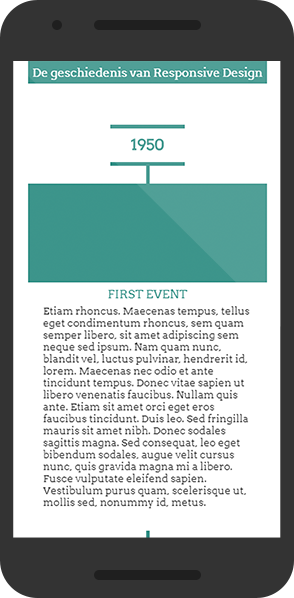 De geschiedenis van Responsive Design
1950
FIRST EVENT
Etiam rhoncus. Maecenas tempus, tellus
eget condimentum rhoncus, sem quam
semper libero, sit amet adipiscing sem
neque sed ipsum. Nam quam nunc,
blandit vel, luctus pulvinar, hendrerit id,
lorem. Maecenas nec odio et ante
tincidunt tempus. Donec vitae sapien ut
libero venenatis faucibus. Nullam quis
ante. Etiam sit amet orci eget eros
faucibus tincidunt. Duis leo. Sed fringilla
mauris sit amet nibh. Donec sodales
sagittis magna. Sed consequat, leo eget
bibendum sodales, augue velit cursus
nunc, quis gravida magna mi a libero.
Fusce vulputate eleifend sapien.
Vestibulum purus quam, scelerisque ut,
mollis sed, nonummy id, metus.